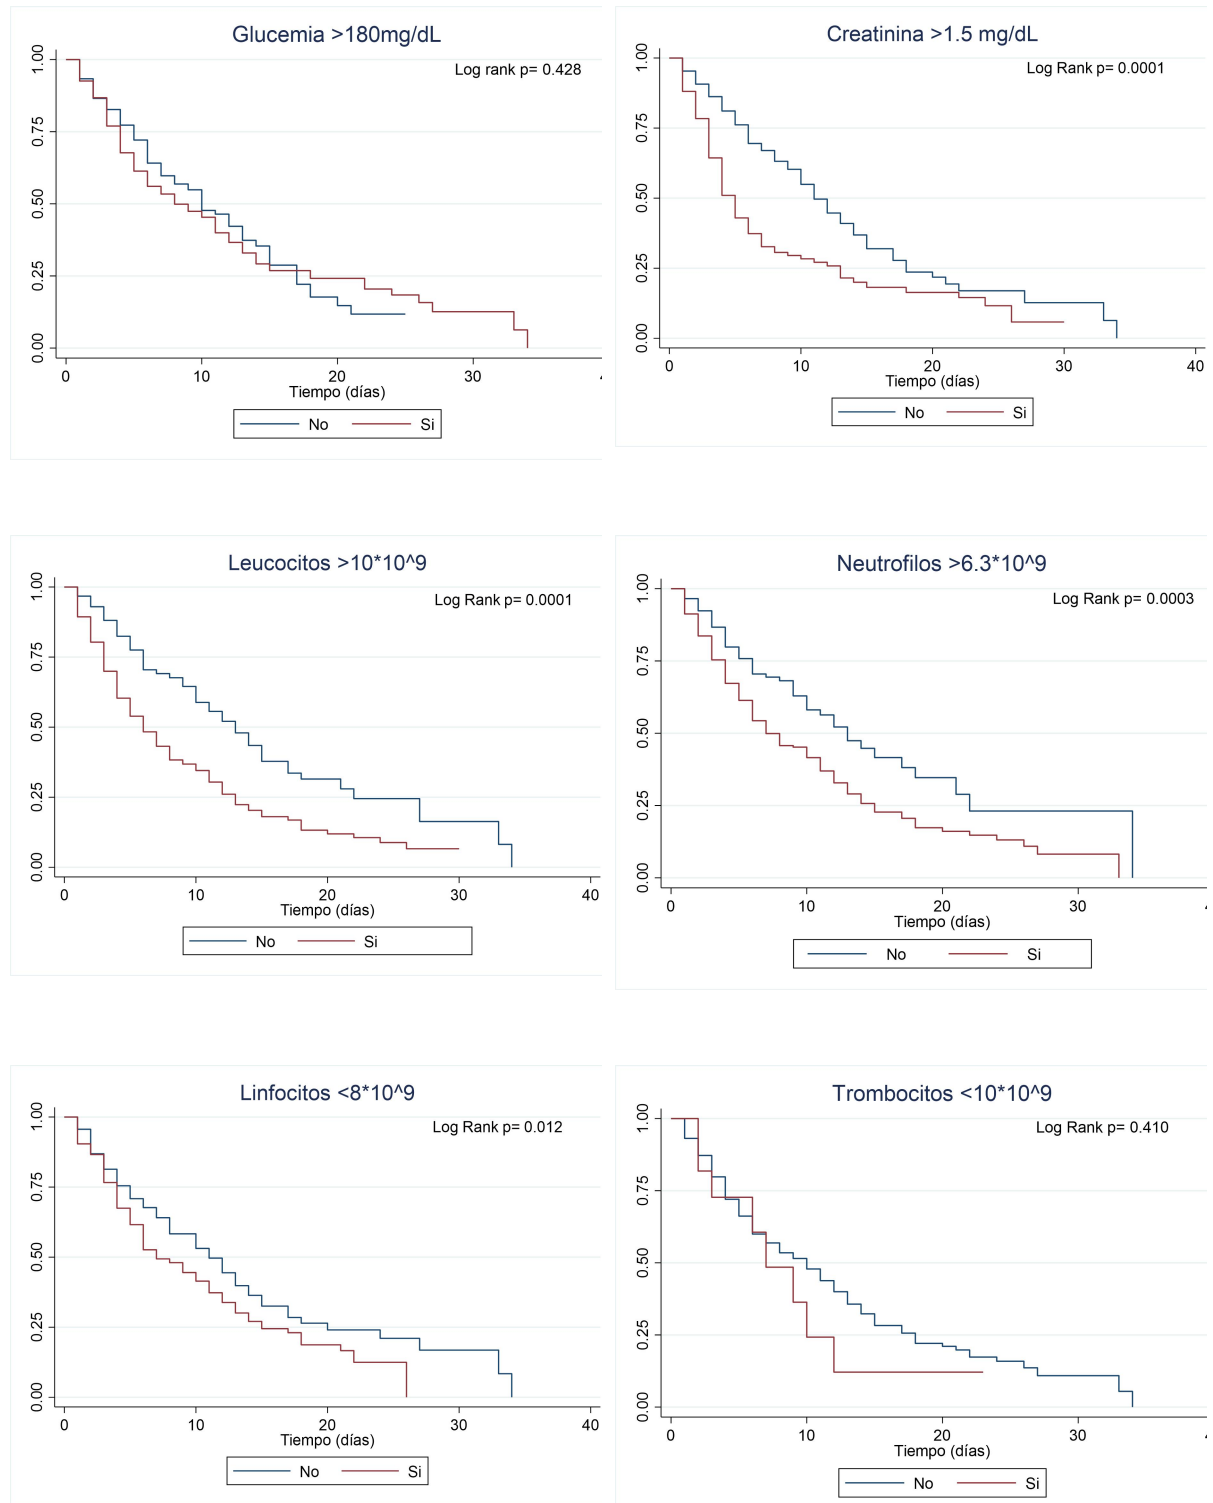 Glucemia >180mg/dL
Log rank p= 0.428
1.00
0.75
0.50
0.25
0.00
0 10 20 30
Tiempo (días)
No Si
Creatinina >1.5 mg/dL
Log Rank p= 0.0001
1.00
0.75
0.50
0.25
0.00
0 10 20 30 40
Tiempo (días)
No Si
Leucocitos >10*10^9
Log Rank p= 0.0001
1.00
0.75
0.50
0.25
0.00
0 10 20 30 40
Tiempo (días)
No Si
Neutrofilos >6.3*10^9
Log Rank p= 0.0003
1.00
0.75
0.50
0.25
0.00
0 10 20 30
Tiempo (días)
No Si
Linfocitos <8*10^9
Log Rank p= 0.012
1.00
0.75
0.50
0.25
0.00
0 10 20 30 40
Tiempo (días)
No Si
Trombocitos <10*10^9
Log Rank p= 0.410
1.00
0.75
0.50
0.25
0.00
0 10 20 30
Tiempo (días)
No Si